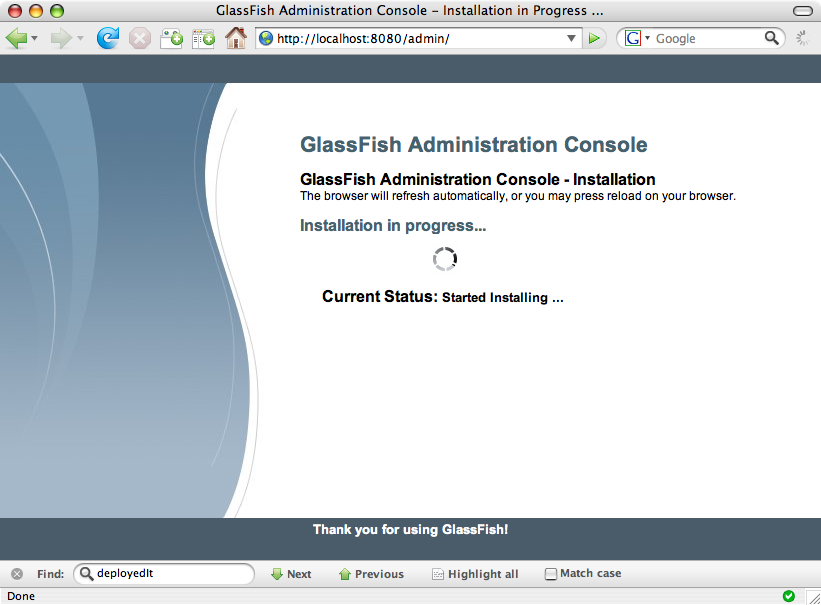 GlassFish Administration Console - Installation in Progress ...
http://localhost:8080/admin/
G
Google
GlassFish Administration Console
GlassFish Administration Console - Installation
The browser will refresh automatically, or you may press reload on your browser.
Installation in progress...
Current Status: Started Installing ...
Thank you for using GlassFish!
Find: deployedIt Next Previous Highlight all Match case
Done